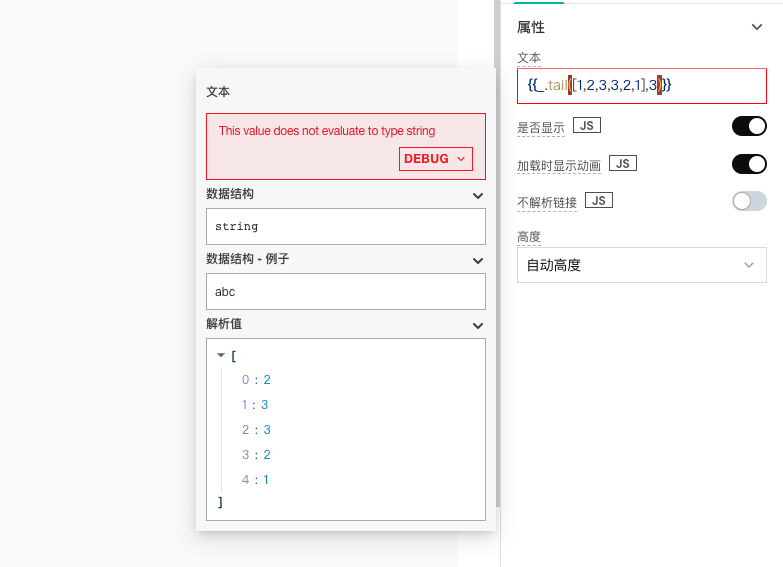 文本
This value does not evaluate to type string
DEBUG
数据结构
string
数据结构 - 例子
abc
解析值
[
0 : 2
1 : 3
2 : 3
3 : 2
4 : 1
]
属性
文本
{{_.tail([1,2,3,3,2,1],3)}}
是否显示 JS
加载时显示动画 JS
不解析链接 JS
高度
自动高度